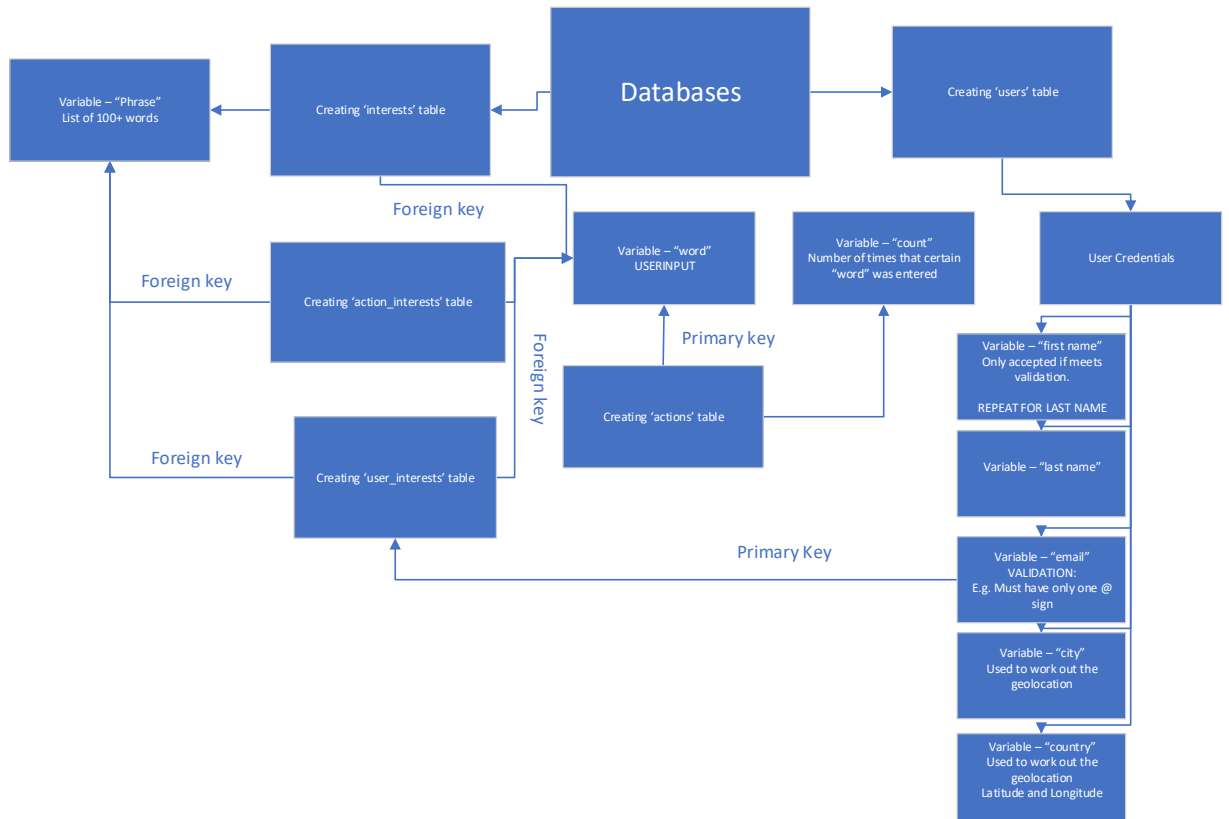 Databases
Creating ‘users’ table
Creating ‘interests’ table
Variable – “Phrase”
List of 100+ words
Foreign key
Variable – “word”
USERINPUT
Variable – “count”
Number of times that certain
“word” was entered
User Credentials
Foreign key
Creating ‘action_interests’ table
Primary key
Foreign key
Variable – “first name”
Only accepted if meets
validation.
REPEAT FOR LAST NAME
Creating ‘actions’ table
Foreign key
Creating ‘user_interests’ table
Variable – “last name”
Primary Key
Variable – “email”
VALIDATION:
E.g. Must have only one @
sign
Variable – “city”
Used to work out the
geolocation
Variable – “country”
Used to work out the
geolocation
Latitude and Longitude